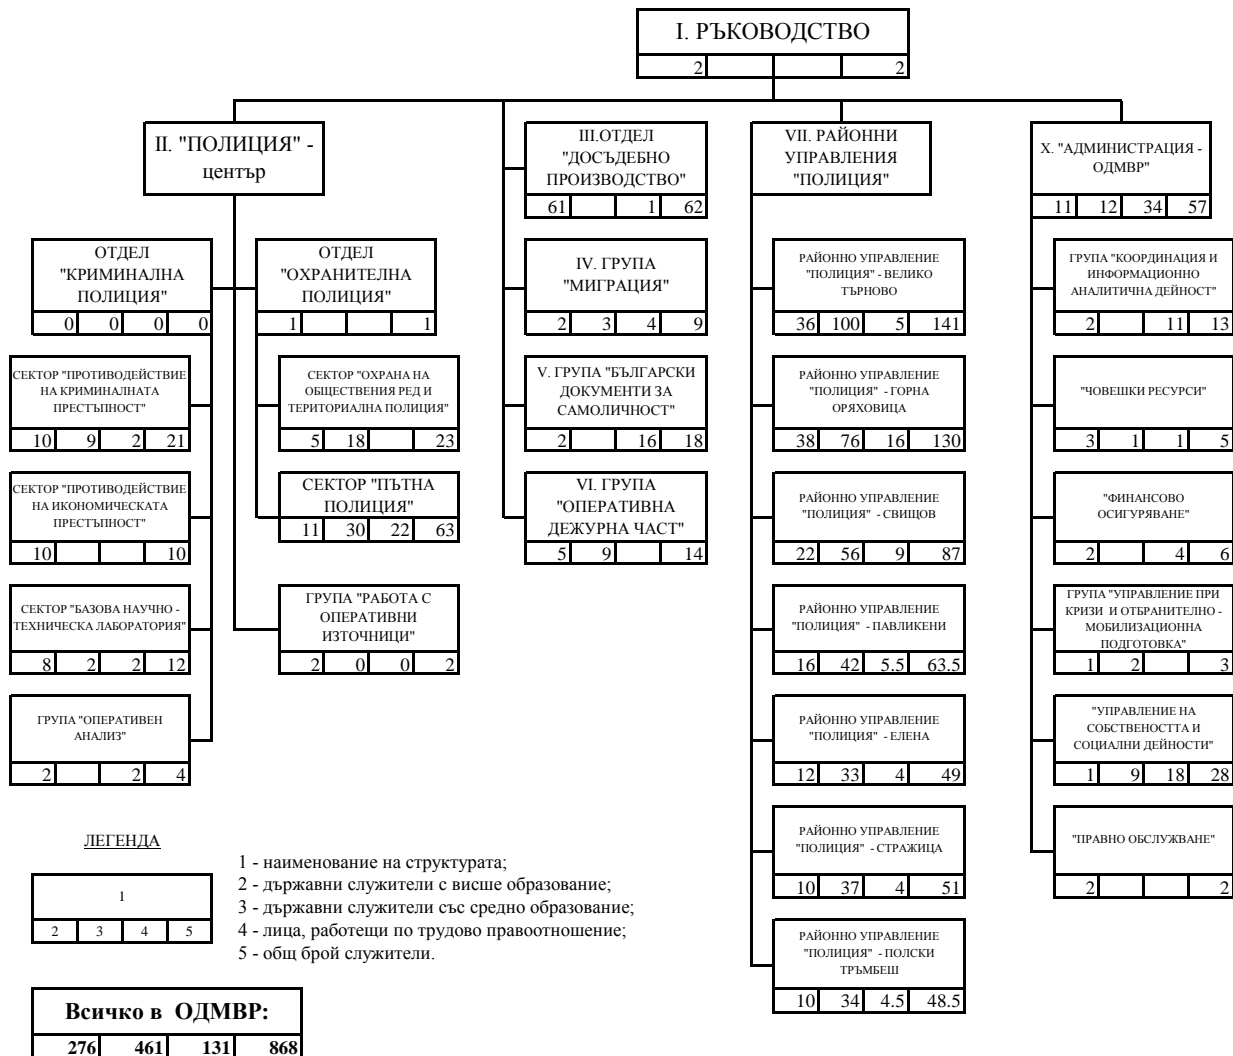 I. РЪКОВОДСТВО
2 2
II. "ПОЛИЦИЯ" -
център
ОТДЕЛ
"КРИМИНАЛНА
ПОЛИЦИЯ"
0 0 0 0
СЕКТОР "ПРОТИВОДЕЙСТВИЕ
НА КРИМИНАЛНАТА
ПРЕСТЪПНОСТ"
10 9 2 21
СЕКТОР "ПРОТИВОДЕЙСТВИЕ
НА ИКОНОМИЧЕСКАТА
ПРЕСТЪПНОСТ"
10 10
СЕКТОР "БАЗОВА НАУЧНО -
ТЕХНИЧЕСКА ЛАБОРАТОРИЯ"
8 2 2 12
ГРУПА "ОПЕРАТИВЕН
АНАЛИЗ"
2 2 4
ОТДЕЛ
"ОХРАНИТЕЛНА
ПОЛИЦИЯ"
1 1
СЕКТОР "ОХРАНА НА
ОБЩЕСТВЕНИЯ РЕД И
ТЕРИТОРИАЛНА ПОЛИЦИЯ"
5 18 23
СЕКТОР "ПЪТНА
ПОЛИЦИЯ"
11 30 22 63
ГРУПА "РАБОТА С
ОПЕРАТИВНИ
ИЗТОЧНИЦИ"
2 0 0 2
III.ОТДЕЛ
"ДОСЪДЕБНО
ПРОИЗВОДСТВО"
61 1 62
IV. ГРУПА
"МИГРАЦИЯ"
2 3 4 9
V. ГРУПА "БЪЛГАРСКИ
ДОКУМЕНТИ ЗА
САМОЛИЧНОСТ"
2 16 18
VI. ГРУПА
"ОПЕРАТИВНА
ДЕЖУРНА ЧАСТ"
5 9 14
VII. РАЙОННИ
УПРАВЛЕНИЯ
"ПОЛИЦИЯ"
РАЙОННО УПРАВЛЕНИЕ
"ПОЛИЦИЯ" - ВЕЛИКО
ТЪРНОВО
36 100 5 141
РАЙОННО УПРАВЛЕНИЕ
"ПОЛИЦИЯ" - ГОРНА
ОРЯХОВИЦА
38 76 16 130
РАЙОННО УПРАВЛЕНИЕ
"ПОЛИЦИЯ" - СВИЩОВ
22 56 9 87
РАЙОННО УПРАВЛЕНИЕ
"ПОЛИЦИЯ" - ПАВЛИКЕНИ
16 42 5.5 63.5
РАЙОННО УПРАВЛЕНИЕ
"ПОЛИЦИЯ" - ЕЛЕНА
12 33 4 49
РАЙОННО УПРАВЛЕНИЕ
"ПОЛИЦИЯ" - СТРАЖИЦА
10 37 4 51
РАЙОННО УПРАВЛЕНИЕ
"ПОЛИЦИЯ" - ПОЛСКИ
ТРЪМБЕШ
10 34 4.5 48.5
X. "АДМИНИСТРАЦИЯ -
ОДМВР"
11 12 34 57
ГРУПА "КООРДИНАЦИЯ И
ИНФОРМАЦИОННО
АНАЛИТИЧНА ДЕЙНОСТ"
2 11 13
"ЧОВЕШКИ РЕСУРСИ"
3 1 1 5
"ФИНАНСОВО
ОСИГУРЯВАНЕ"
2 4 6
ГРУПА "УПРАВЛЕНИЕ ПРИ
КРИЗИ И ОТБРАНИТЕЛНО -
МОБИЛИЗАЦИОННА
ПОДГОТОВКА"
1 2 3
"УПРАВЛЕНИЕ НА
СОБСТВЕНОСТТА И
СОЦИАЛНИ ДЕЙНОСТИ"
1 9 18 28
"ПРАВНО ОБСЛУЖВАНЕ"
2 2
ЛЕГЕНДА
1
2 3 4 5
1 - наименование на структурата;
2 - държавни служители с висше образование;
3 - държавни служители със средно образование;
4 - лица, работещи по трудово правоотношение;
5 - общ брой служители.
Всичко в ОДМВР:
276 461 131 868